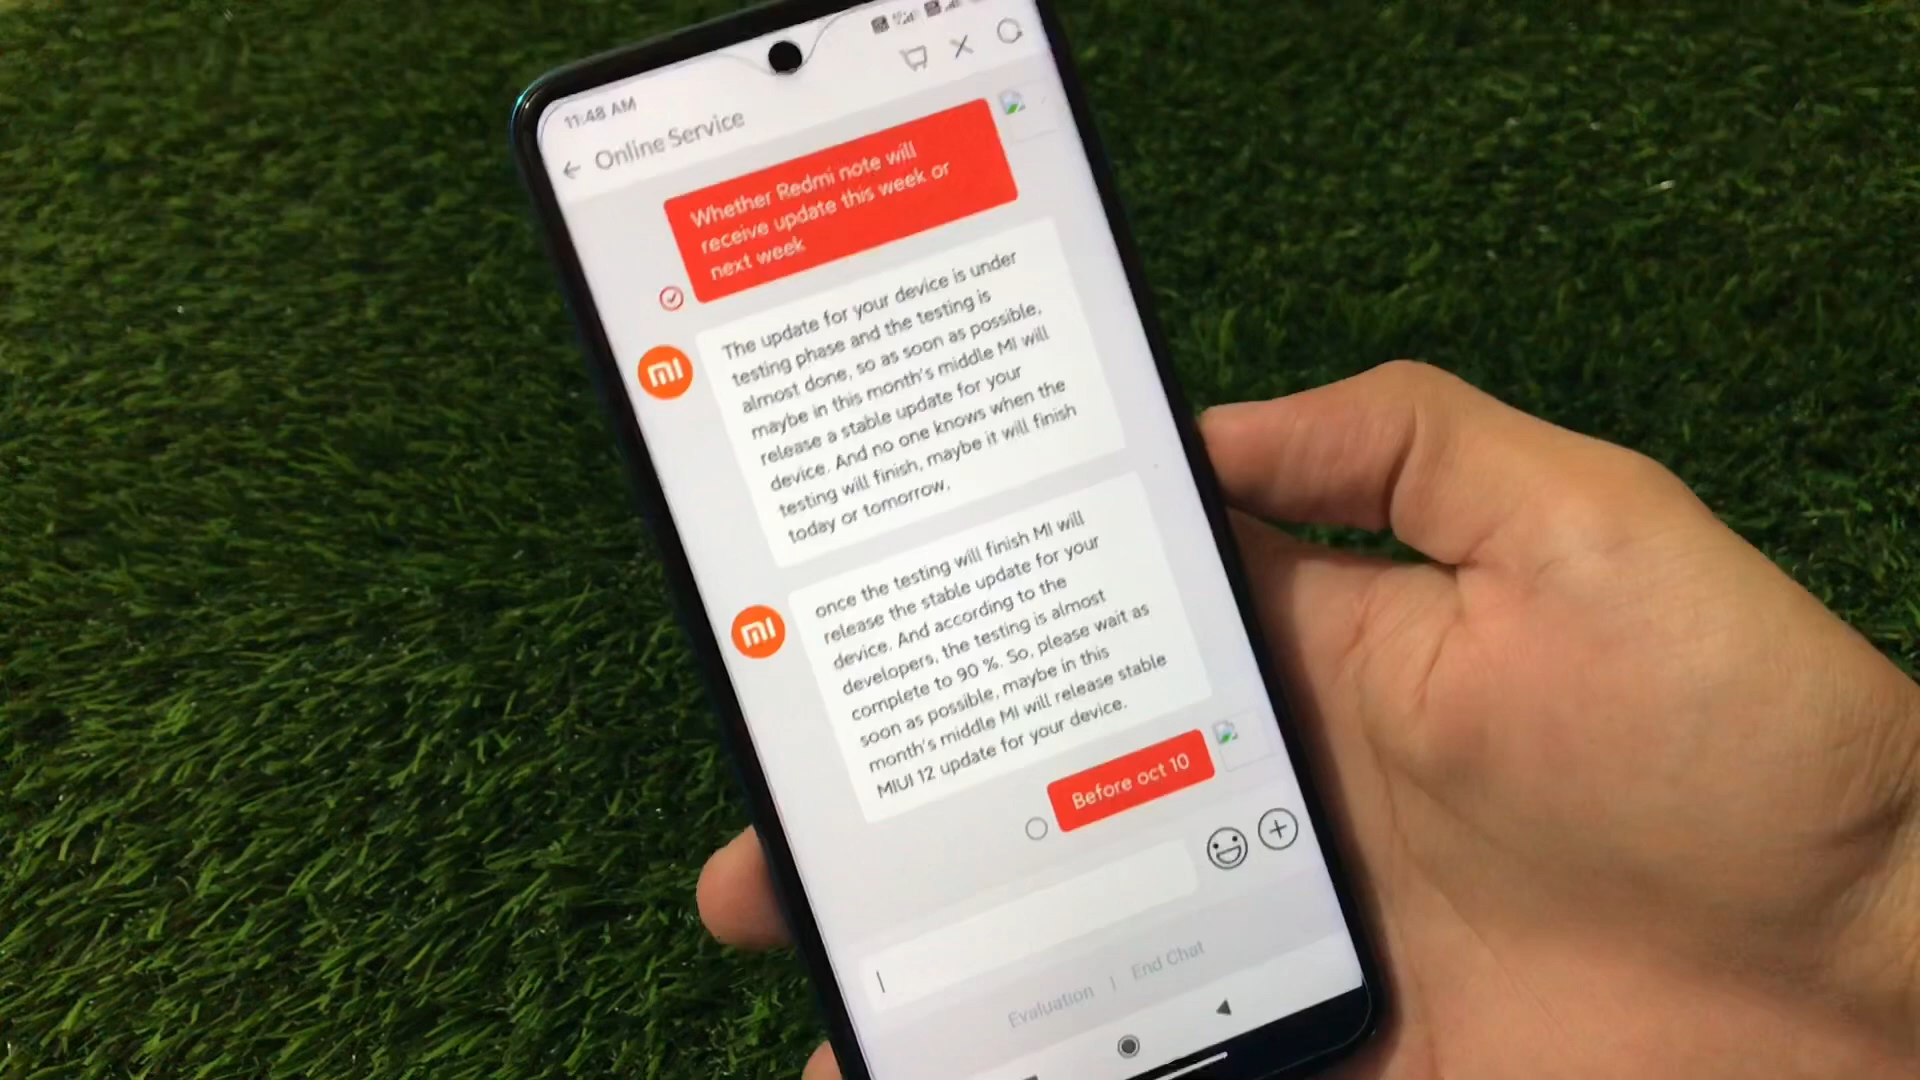 11:48 AM
Online Service
Whether Redmi note will
receive update this week or
next week
The update for your device is under
testing phase and the testing is
almost done, so as soon as possible,
maybe in this month's middle MI will
release a stable update for your
device. And no one knows when the
testing will finish, maybe it will finish
today or tomorrow.
mi
once the testing will finish MI will
release the stable update for your
device. And according to the
developers, the testing is almost
complete to 90 %. So, please wait as
soon as possible, maybe in this
month's middle MI will release stable
MIUI 12 update for your device.
mi
Before oct 10
Evaluation | End Chat